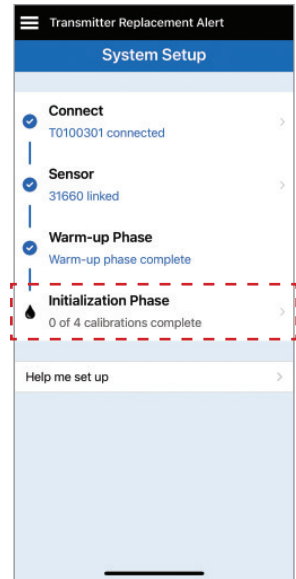 Transmitter Replacement Alert
System Setup
Connect
T0100301 connected
Sensor
31660 linked
Warm-up Phase
Warm-up phase complete
Initialization Phase
0 of 4 calibrations complete
Help me set up